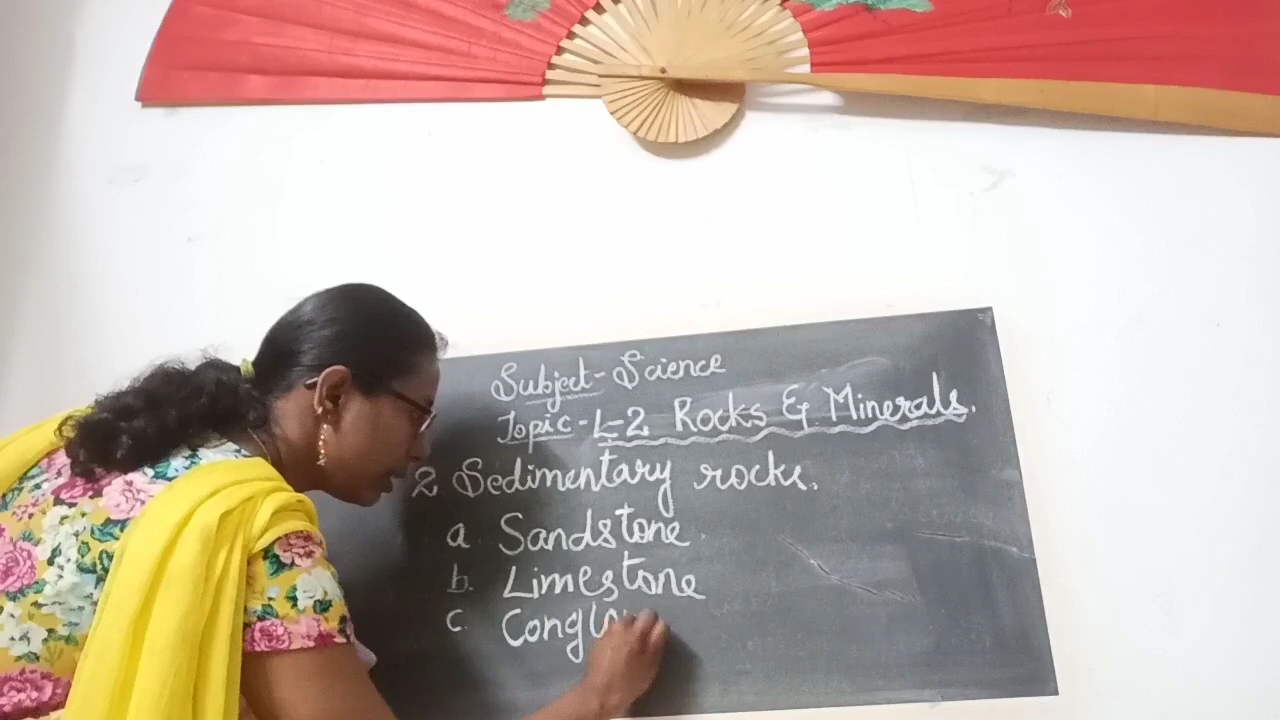 Subject - Science
Topic - L-2 Rocks & Minerals.
2 Sedimentary rocks.
a. Sandstone.
b. Limestone
c.